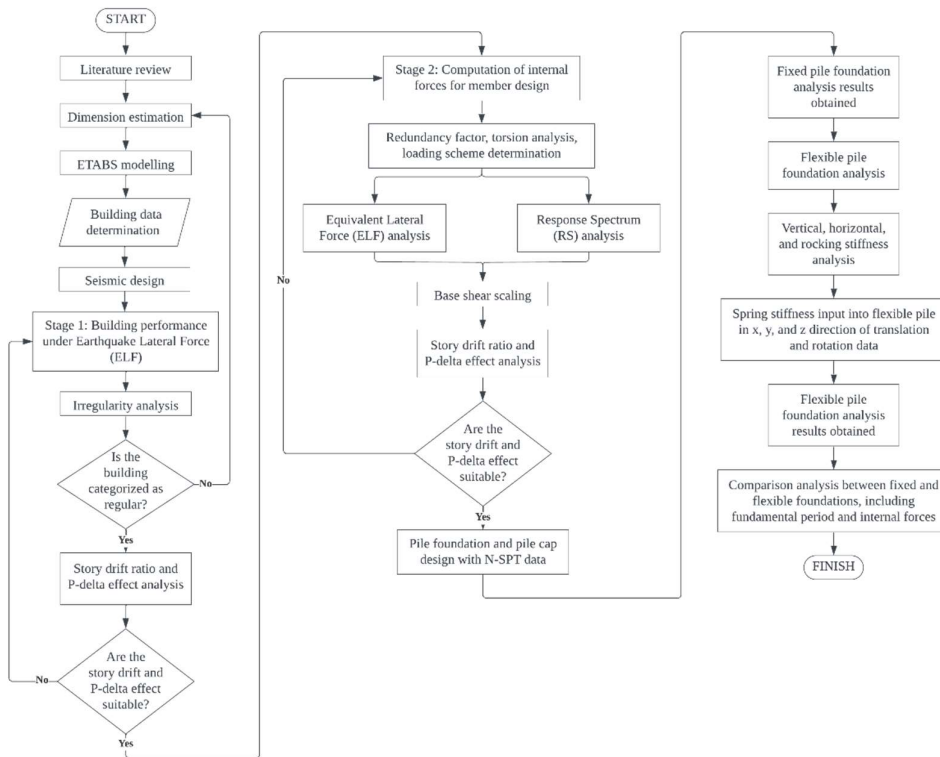 START
Literature review
Dimension estimation
ETABS modelling
Building data
determination
Seismic design
Stage 1: Building performance
under Earthquake Lateral Force
(ELF)
Irregularity analysis
Is the
building
categorized as
regular?
No
Yes
Story drift ratio and
P-delta effect analysis
Are the
story drift and
P-delta effect
suitable?
No
Yes
Stage 2: Computation of internal
forces for member design
Redundancy factor, torsion analysis,
loading scheme determination
Equivalent Lateral
Force (ELF) analysis
Response Spectrum
(RS) analysis
Base shear scaling
Story drift ratio and
P-delta effect analysis
Are the
story drift and
P-delta effect
suitable?
No
Yes
Pile foundation and pile cap
design with N-SPT data
Fixed pile foundation
analysis results
obtained
Flexible pile
foundation analysis
Vertical, horizontal,
and rocking stiffness
analysis
Spring stiffness input into flexible pile
in x, y, and z direction of translation
and rotation data
Flexible pile
foundation analysis
results obtained
Comparison analysis between fixed and
flexible foundations, including
fundamental period and internal forces
FINISH